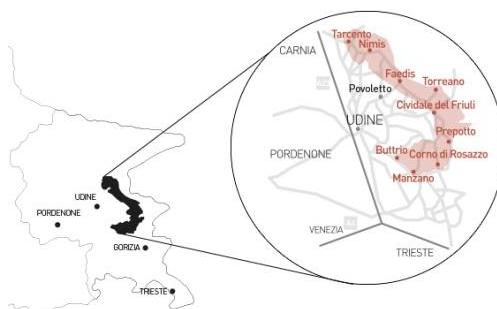 UDINE
PORDENONE
GORIZIA
TRIESTE
Tarcento
Nimis
CARNIA
Faedis
Torreano
Povoletto
Cividale del Friuli
UDINE
Prepotto
Buttrio
Corno di Rosazzo
PORDENONE
Manzano
VENEZIA
TRIESTE